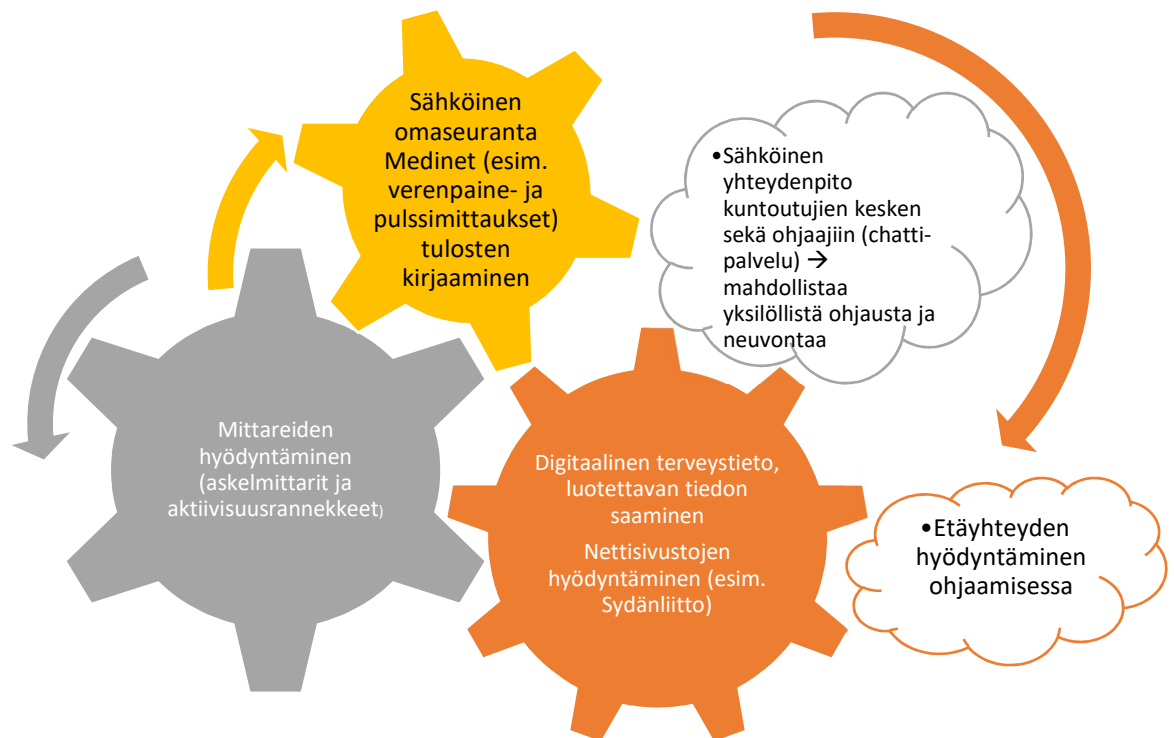 Sähköinen
omaseuranta
Medinet (esim.
verenpaine- ja
pulssimittaukset)
tulosten
kirjaaminen
•Sähköinen
yhteydenpito
kuntoutujien kesken
sekä ohjaajiin (chatti-
palvelu) →
mahdollistaa
yksilöllistä ohjausta ja
neuvontaa
Mittareiden
hyödyntäminen
(askelmittarit ja
aktiivisuusrannekkeet)
Digitaalinen terveystieto,
luotettavan tiedon
saaminen
Nettisivustojen
hyödyntäminen (esim.
Sydänliitto)
•Etäyhteyden
hyödyntäminen
ohjaamisessa